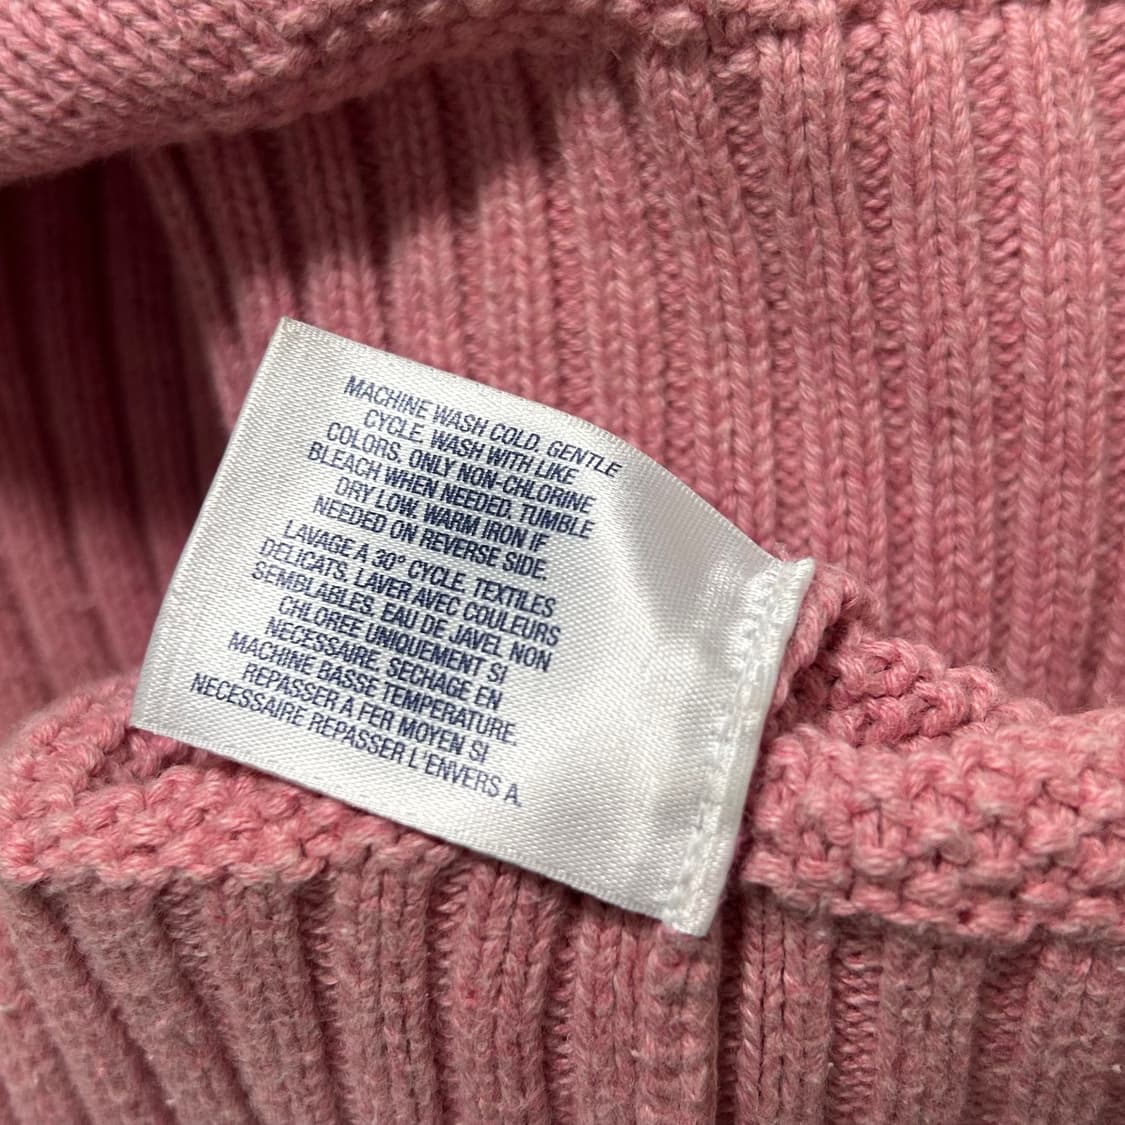 MACHINE WASH COLD, GENTLE
CYCLE. WASH WITH LIKE
COLORS. ONLY NON-CHLORINE
BLEACH WHEN NEEDED. TUMBLE
DRY LOW. WARM IRON IF
NEEDED ON REVERSE SIDE.
LAVAGE A 30° CYCLE. TEXTILES
DELICATS. LAVER AVEC COULEURS
SEMBLABLES. EAU DE JAVEL NON
CHLOREE UNIQUEMENT SI
NECESSAIRE. SECHAGE EN
MACHINE BASSE TEMPERATURE.
REPASSER A FER MOYEN SI
NECESSAIRE REPASSER L'ENVERS A.